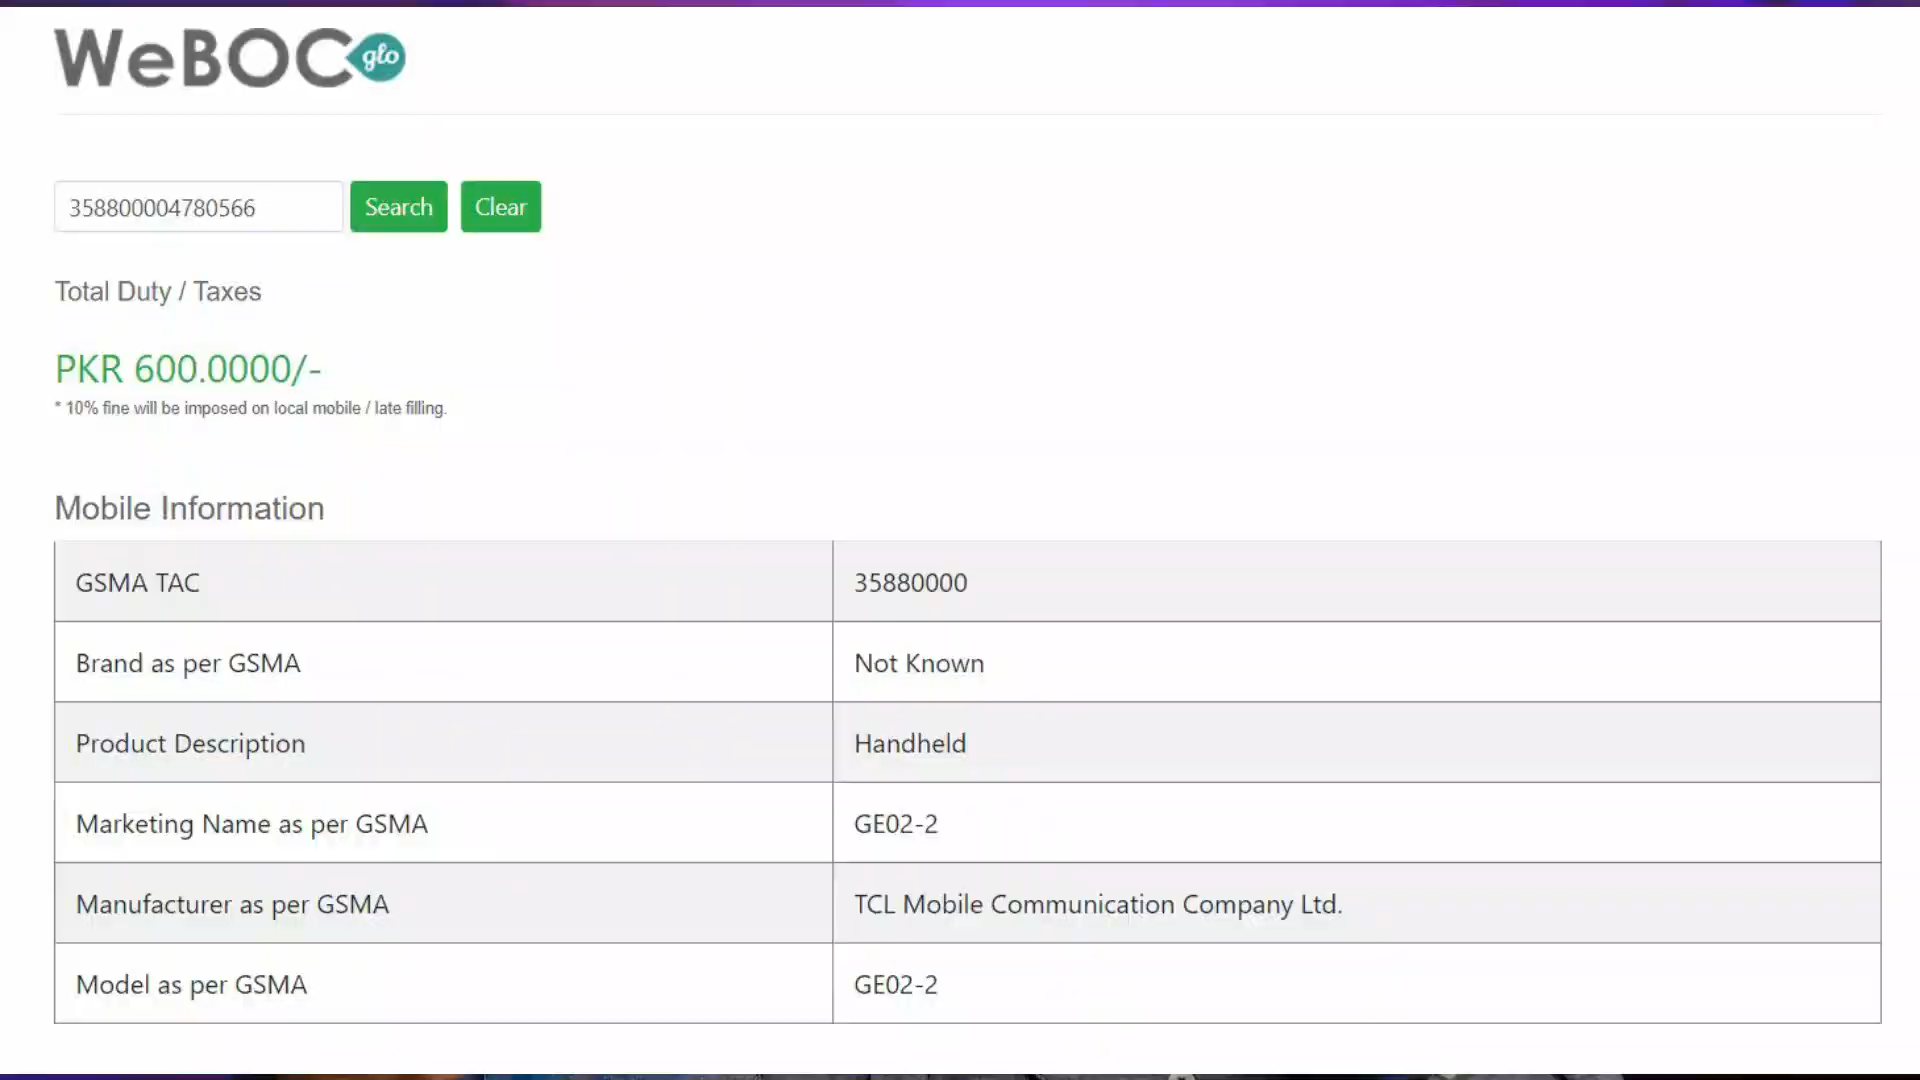 WeBOC glo
358800004780566 Search Clear
Total Duty / Taxes
PKR 600.0000/-
* 10% fine will be imposed on local mobile / late filling.
Mobile Information
GSMA TAC 35880000
Brand as per GSMA Not Known
Product Description Handheld
Marketing Name as per GSMA GE02-2
Manufacturer as per GSMA TCL Mobile Communication Company Ltd.
Model as per GSMA GE02-2